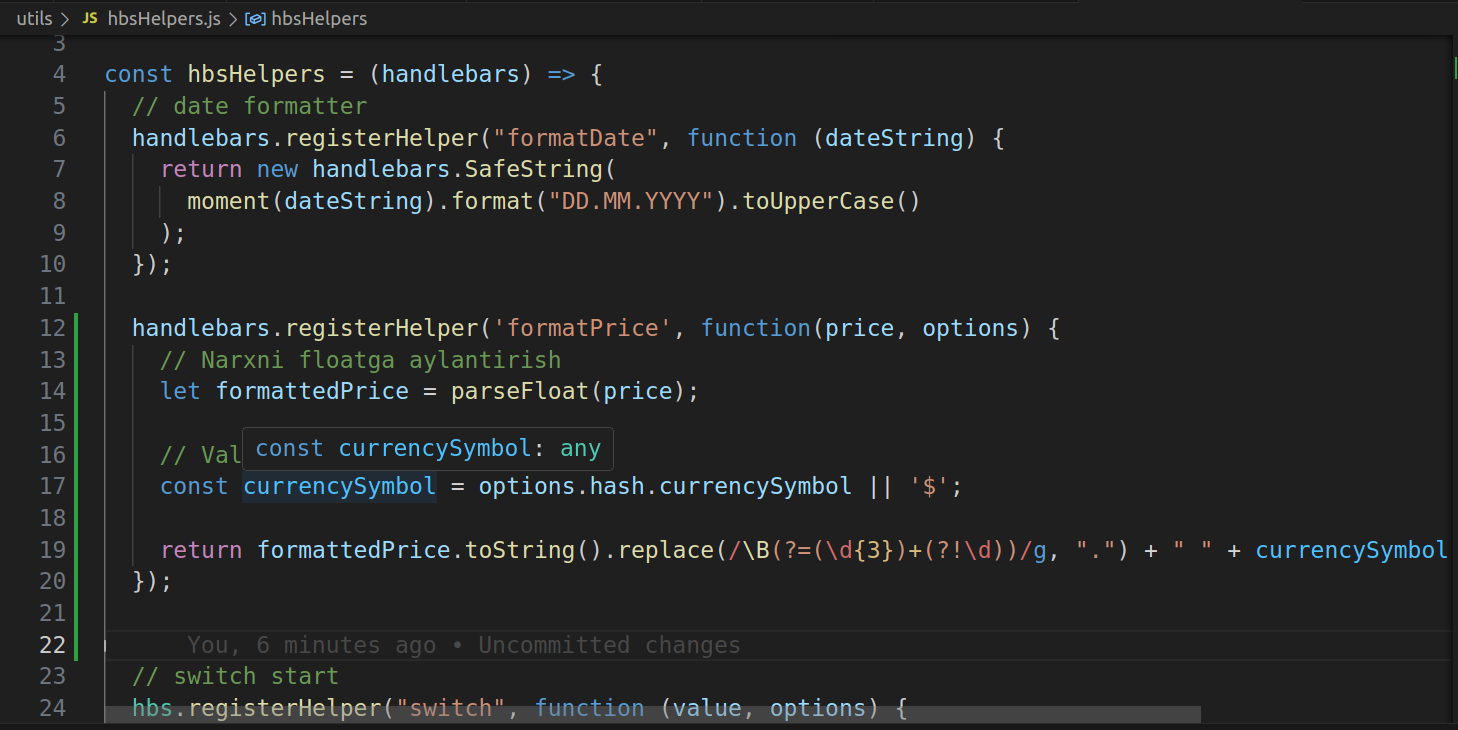 utils > JS hbsHelpers.js > hbsHelpers
3
4 const hbsHelpers = (handlebars) => {
5 // date formatter
6 handlebars.registerHelper("formatDate", function (dateString) {
7 return new handlebars.SafeString(
8 moment(dateString).format("DD.MM.YYYY").toUpperCase()
9 );
10 });
11
12 handlebars.registerHelper('formatPrice', function(price, options) {
13 // Narxni floatga aylantirish
14 let formattedPrice = parseFloat(price);
15
const currencySymbol: any
16 // Val
17 const currencySymbol = options.hash.currencySymbol || '$';
18
19 return formattedPrice.toString().replace(/\B(?=(\d{3})+(?!\d))/g, ".") + " " + currencySymbol
20 });
21
22 You, 6 minutes ago • Uncommitted changes
23 // switch start
24 hbs.registerHelper("switch", function (value, options) {